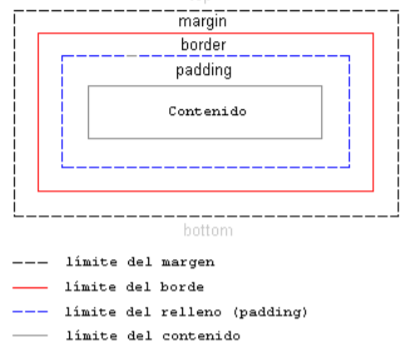 margin
border
padding
Contenido
bottom
límite del margen
límite del borde
límite del relleno (padding)
límite del contenido